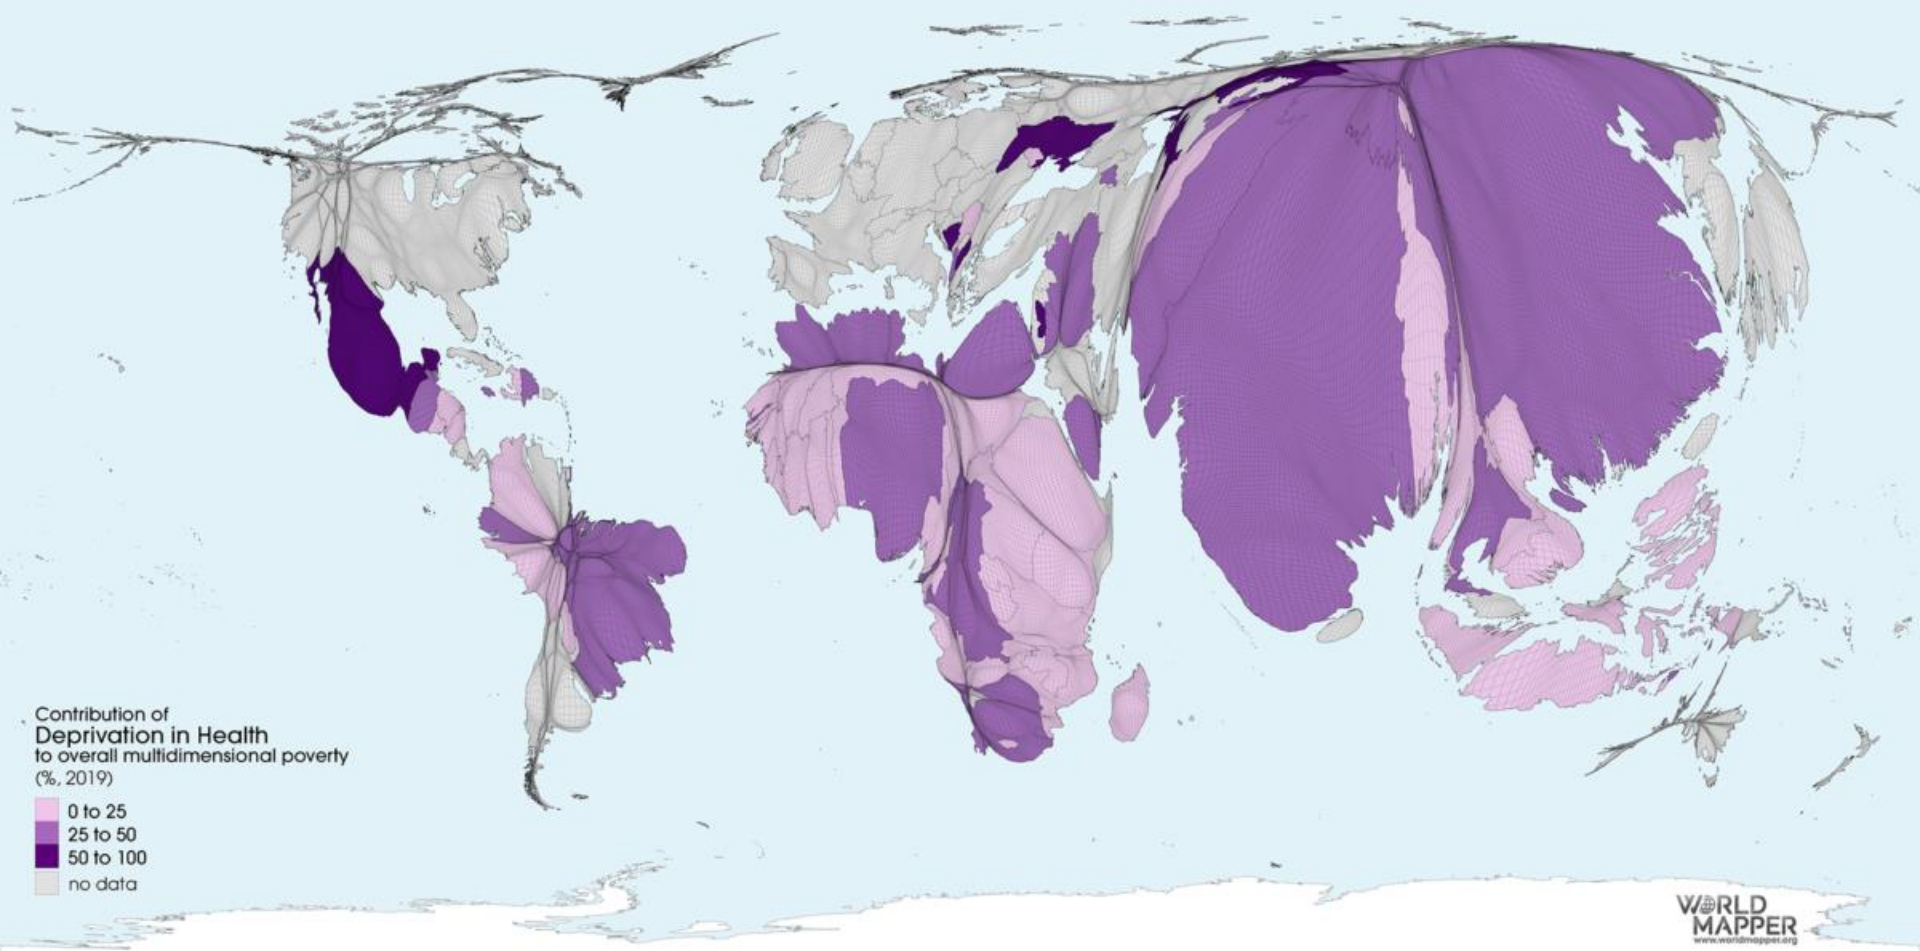 Contribution of
Deprivation in Health
to overall multidimensional poverty
(%, 2019)
0 to 25
25 to 50
50 to 100
no data
WORLD
MAPPER
www.worldmapper.org